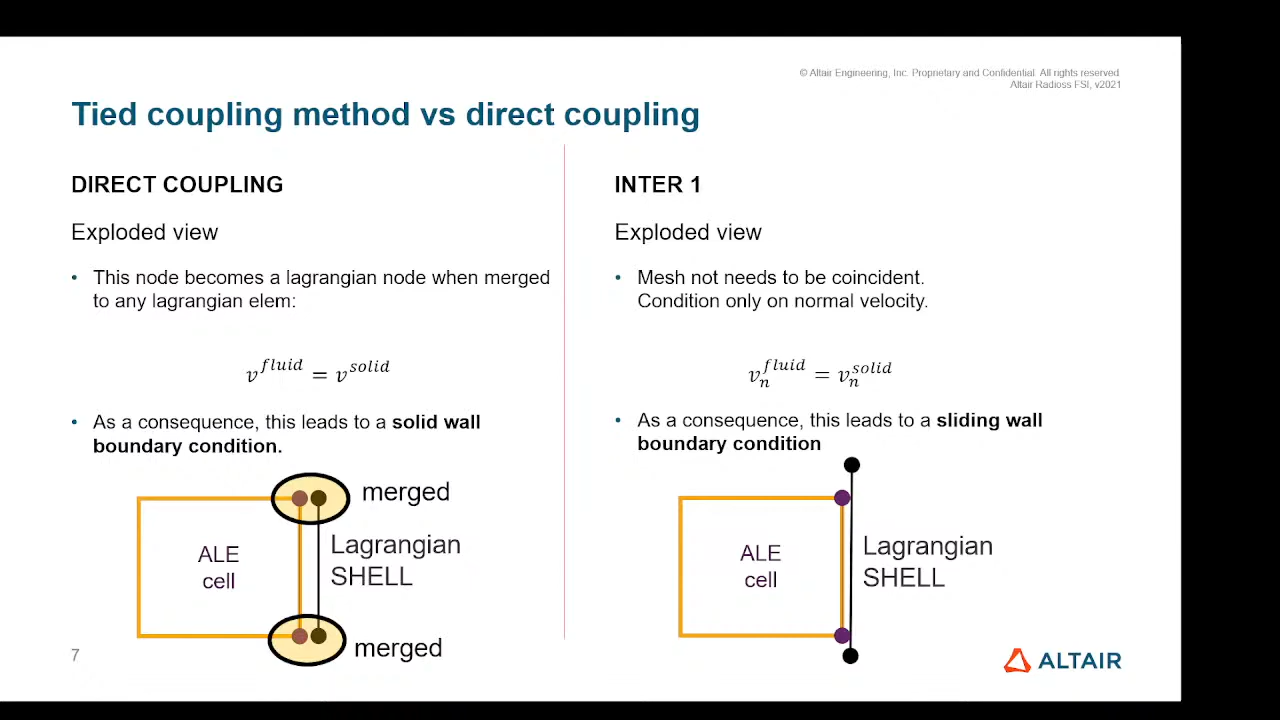 © Altair Engineering, Inc. Proprietary and Confidential. All rights reserved.
Altair Radioss FSI, v2021
Tied coupling method vs direct coupling
DIRECT COUPLING
Exploded view
• This node becomes a lagrangian node when merged
to any lagrangian elem:
v^{fluid} = v^{solid}
• As a consequence, this leads to a solid wall
boundary condition.
merged
ALE
cell
Lagrangian
SHELL
merged
INTER 1
Exploded view
• Mesh not needs to be coincident.
Condition only on normal velocity.
v_n^{fluid} = v_n^{solid}
• As a consequence, this leads to a sliding wall
boundary condition
ALE
cell
Lagrangian
SHELL
7
ALTAIR